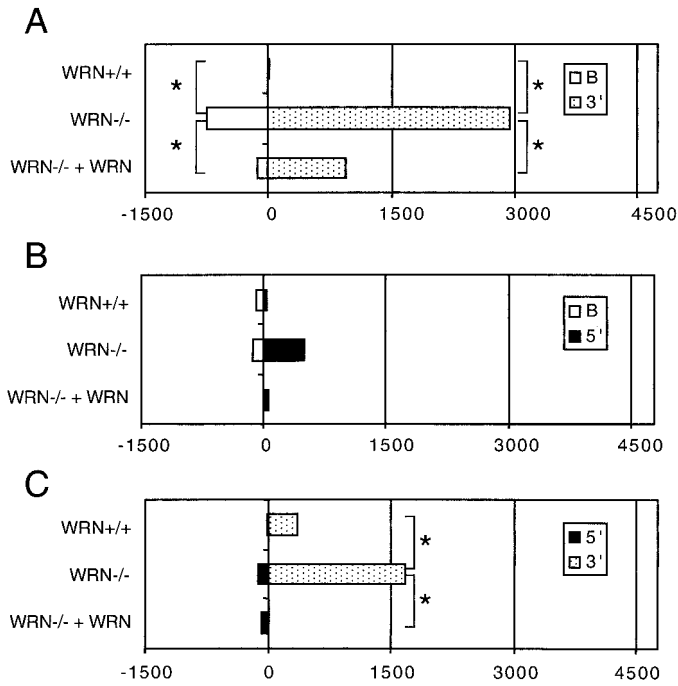 A
WRN+/+
*
*
B
3'
WRN-/-
*
*
WRN-/- + WRN
-1500 0 1500 3000 4500
B
WRN+/+
B
5'
WRN-/-
WRN-/- + WRN
-1500 0 1500 3000 4500
C
WRN+/+
5'
3'
*
WRN-/-
*
WRN-/- + WRN
-1500 0 1500 3000 4500